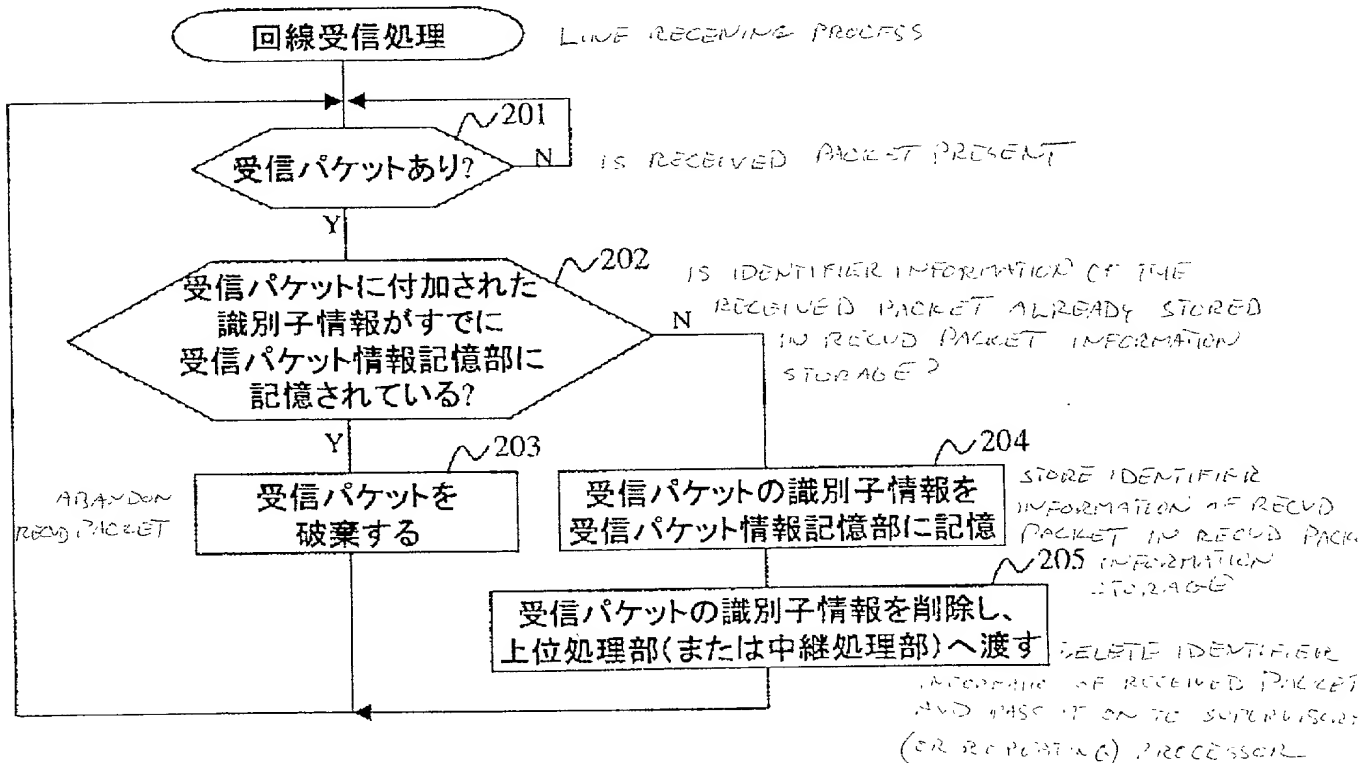 回線受信処理
LINE RECEIVING PROCESS
201
受信パケットあり?
N
IS RECEIVED PACKET PRESENT
Y
202
受信パケットに付加された
識別子情報がすでに
受信パケット情報記憶部に
記憶されている?
N
IS IDENTIFIER INFORMATION OF THE
RECEIVED PACKET ALREADY STORED
IN RECVD PACKET INFORMATION
STORAGE?
Y
203
受信パケットを
破棄する
ABANDON
RECVD PACKET
204
受信パケットの識別子情報を
受信パケット情報記憶部に記憶
STORE IDENTIFIER
INFORMATION OF RECVD
PACKET IN RECVD PACK
INFORMATION
STORAGE
205
受信パケットの識別子情報を削除し、
上位処理部(または中継処理部)へ渡す
DELETE IDENTIFIER
OF RECEIVED PACKET
AND PASS IT ON TO
(OR REPEATING) PROCESSOR